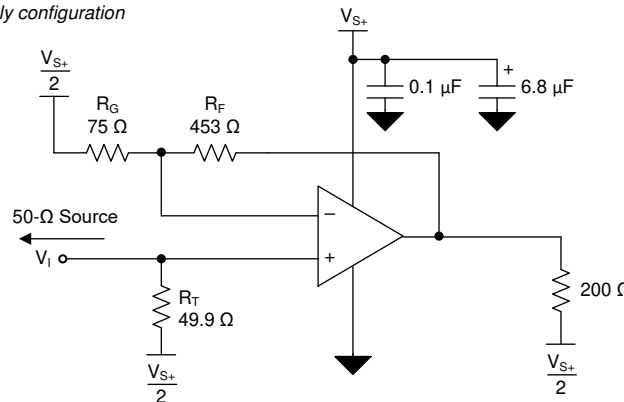 ly configuration
V_S+
V_S+
2
0.1 µF
+
6.8 µF
R_G
75 Ω
R_F
453 Ω
50-Ω Source
V_I
−
+
R_T
49.9 Ω
200 Ω
V_S+
2
V_S+
2